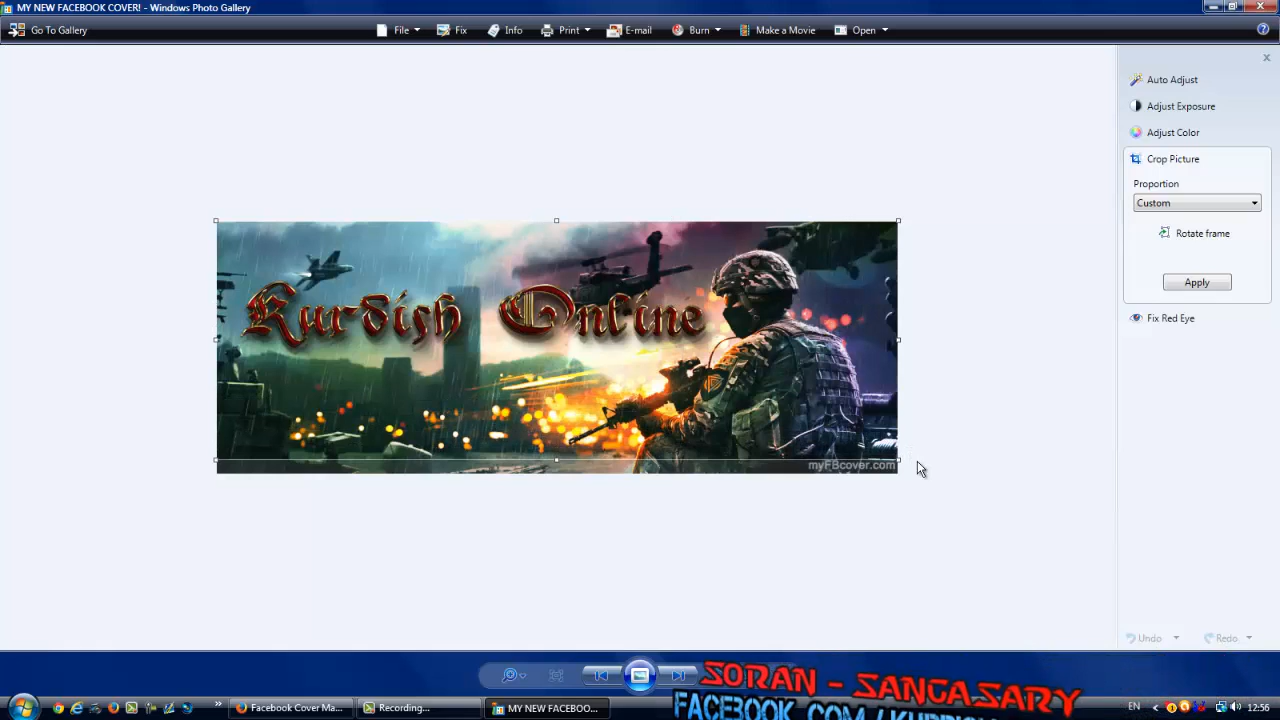 MY NEW FACEBOOK COVER! - Windows Photo Gallery
Go To Gallery
File
Fix
Info
Print
E-mail
Burn
Make a Movie
Open
Auto Adjust
Adjust Exposure
Adjust Color
Crop Picture
Proportion
Custom
Rotate frame
Apply
Fix Red Eye
Kurdish Online
myFBcover.com
Undo
Redo
SORAN - SANGASARY
Facebook Cover Ma...
Recording...
MY NEW FACEBOO...
EN
12:56